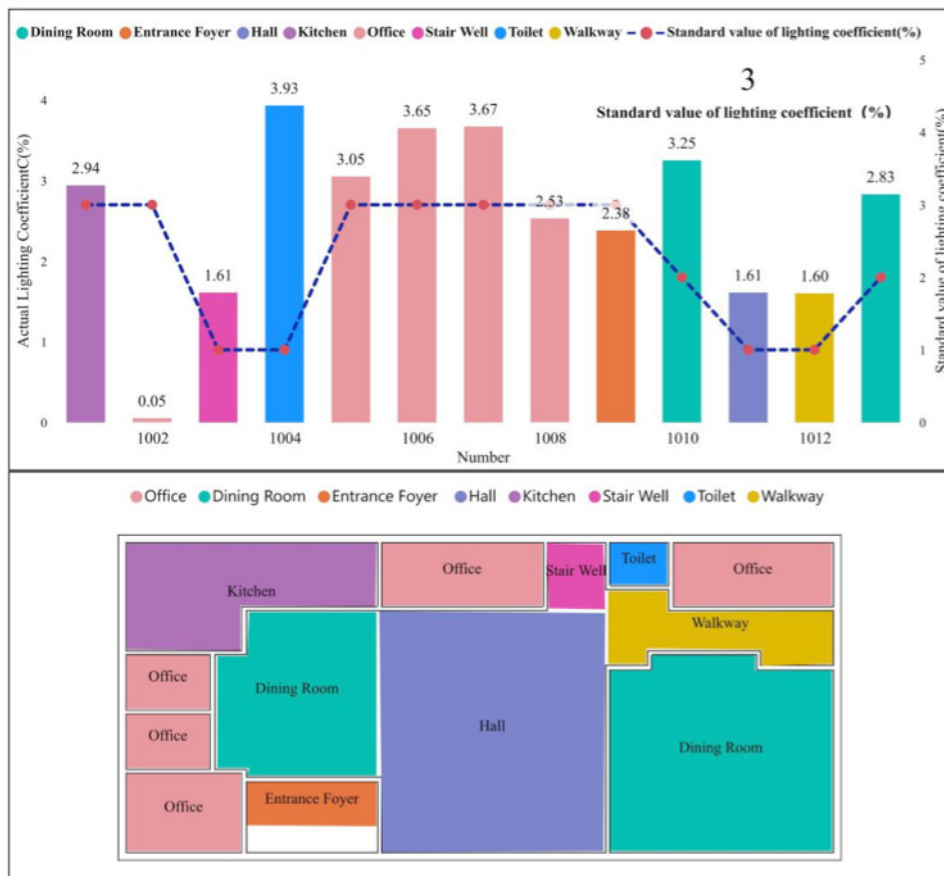 Dining Room Entrance Foyer Hall Kitchen Office Stair Well Toilet Walkway Standard value of lighting coefficient(%)
3
Standard value of lighting coefficient (%)
Actual Lighting CoefficientC(%)
4
3
2
1
0
2.94
0.05
1.61
3.93
3.05
3.65
3.67
2.53
2.38
3.25
1.61
1.60
2.83
5
4
3
2
1
0
Standard value of lighting coefficient(%)
1002 1004 1006 1008 1010 1012
Number
Office Dining Room Entrance Foyer Hall Kitchen Stair Well Toilet Walkway
Kitchen
Office
Stair Well
Toilet
Office
Walkway
Office
Dining Room
Office
Hall
Dining Room
Office
Entrance Foyer